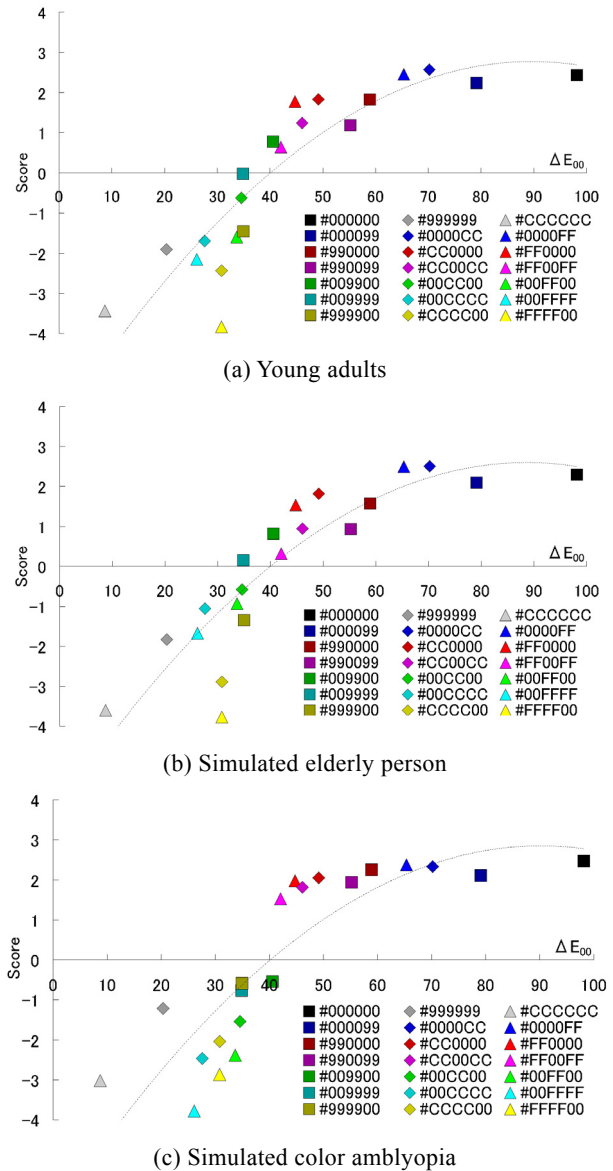 4
3
2
1
0
-1
-2
-3
-4
Score
ΔE00
0 10 20 30 40 50 60 70 80 90 100
#000000 #999999 #CCCCCC
#000099 #0000CC #0000FF
#990000 #CC0000 #FF0000
#990099 #CC00CC #FF00FF
#009900 #00CC00 #00FF00
#009999 #00CCCC #00FFFF
#999900 #CCCC00 #FFFF00
(a) Young adults
4
3
2
1
0
-1
-2
-3
-4
Score
ΔE00
0 10 20 30 40 50 60 70 80 90 100
#000000 #999999 #CCCCCC
#000099 #0000CC #0000FF
#990000 #CC0000 #FF0000
#990099 #CC00CC #FF00FF
#009900 #00CC00 #00FF00
#009999 #00CCCC #00FFFF
#999900 #CCCC00 #FFFF00
(b) Simulated elderly person
4
3
2
1
0
-1
-2
-3
-4
Score
ΔE00
0 10 20 30 40 50 60 70 80 90 100
#000000 #999999 #CCCCCC
#000099 #0000CC #0000FF
#990000 #CC0000 #FF0000
#990099 #CC00CC #FF00FF
#009900 #00CC00 #00FF00
#009999 #00CCCC #00FFFF
#999900 #CCCC00 #FFFF00
(c) Simulated color amblyopia